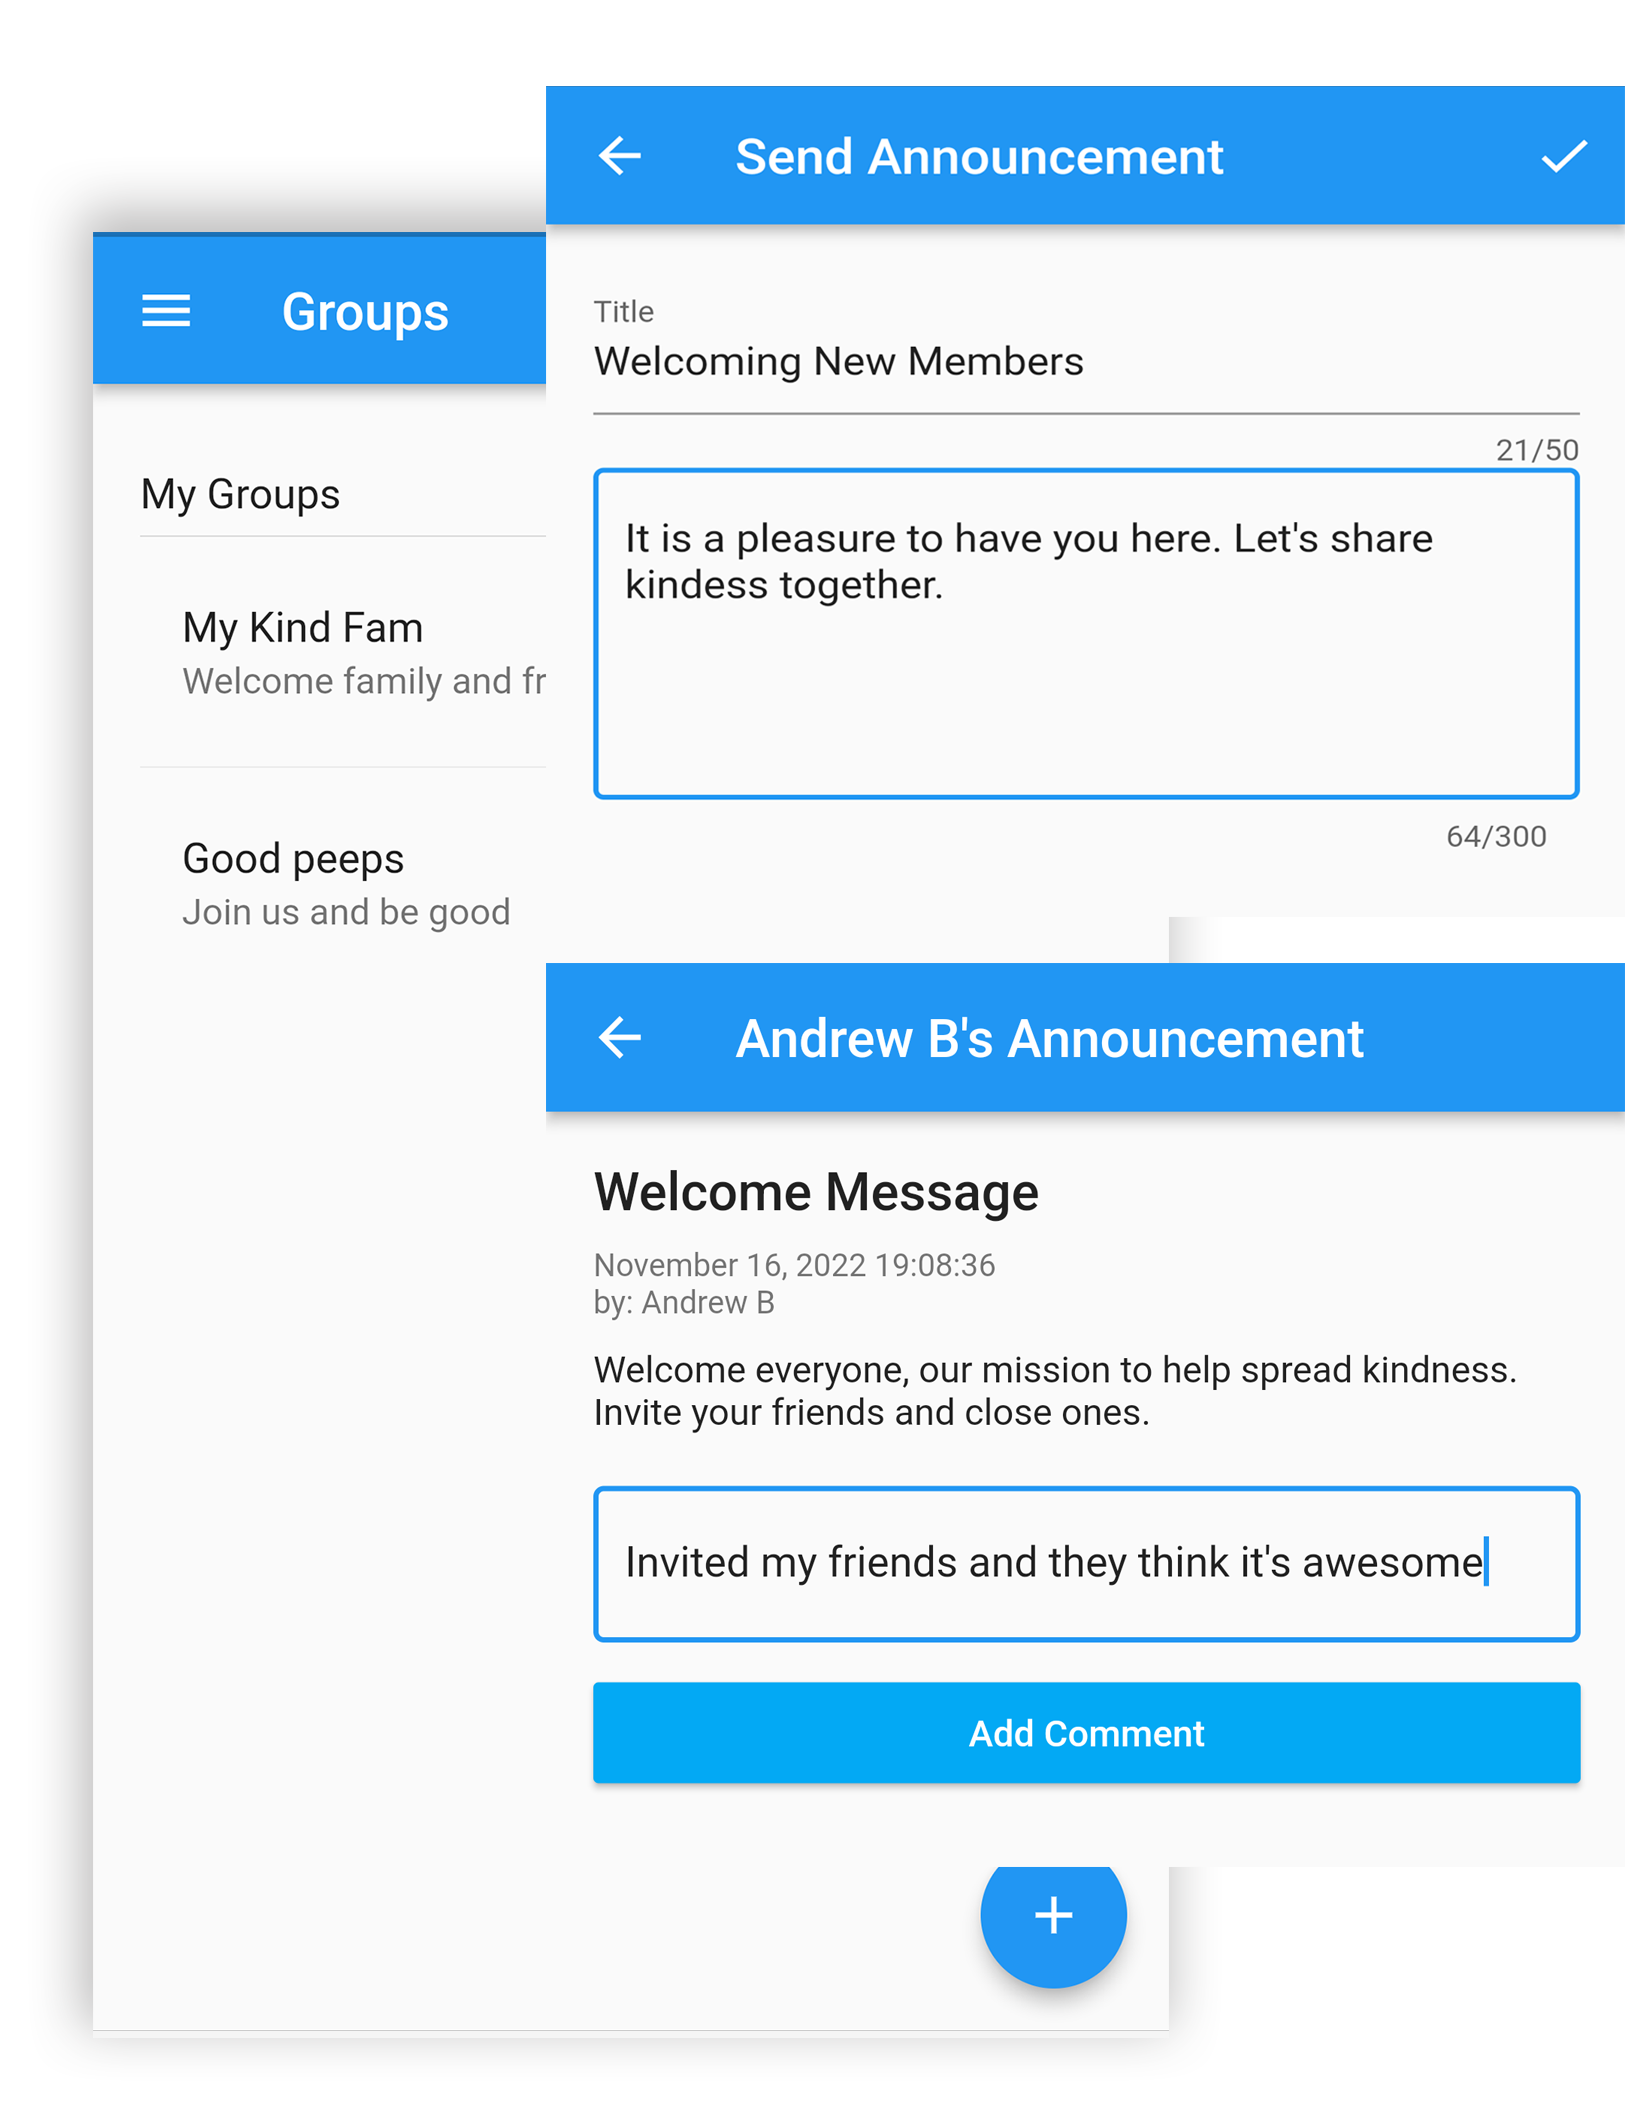 Groups
My Groups
My Kind Fam
Welcome family and fr
Good peeps
Join us and be good
Send Announcement
Title
Welcoming New Members
21/50
It is a pleasure to have you here. Let's share
kindess together.
64/300
Andrew B's Announcement
Welcome Message
November 16, 2022 19:08:36
by: Andrew B
Welcome everyone, our mission to help spread kindness.
Invite your friends and close ones.
Invited my friends and they think it's awesome
Add Comment